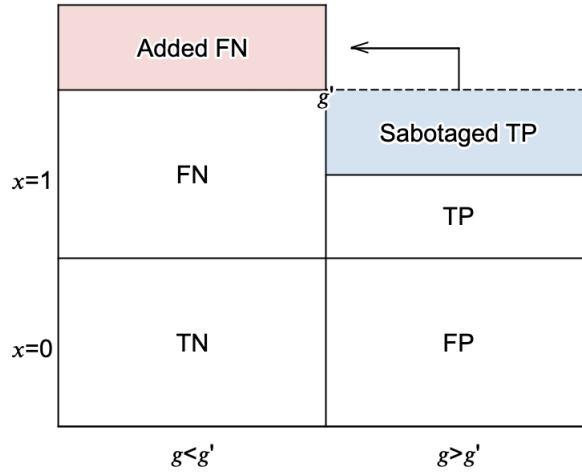 Added FN
g'
Sabotaged TP
x=1
FN
TP
x=0
TN
FP
g<g'
g>g'